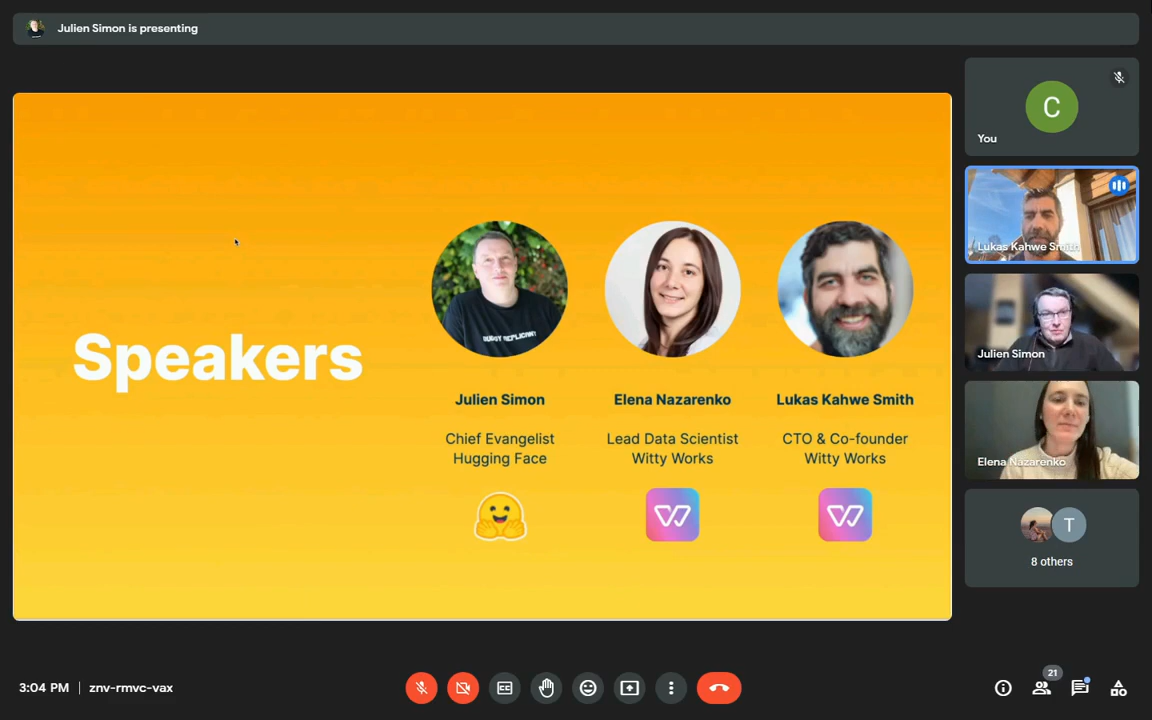 Julien Simon is presenting
C
You
Lukas Kahwe Smith
Julien Simon
Elena Nazarenko
T
8 others
Speakers
Julien Simon
Chief Evangelist
Hugging Face
Elena Nazarenko
Lead Data Scientist
Witty Works
Lukas Kahwe Smith
CTO & Co-founder
Witty Works
3:04 PM | znv-rmvc-vax
CC
21